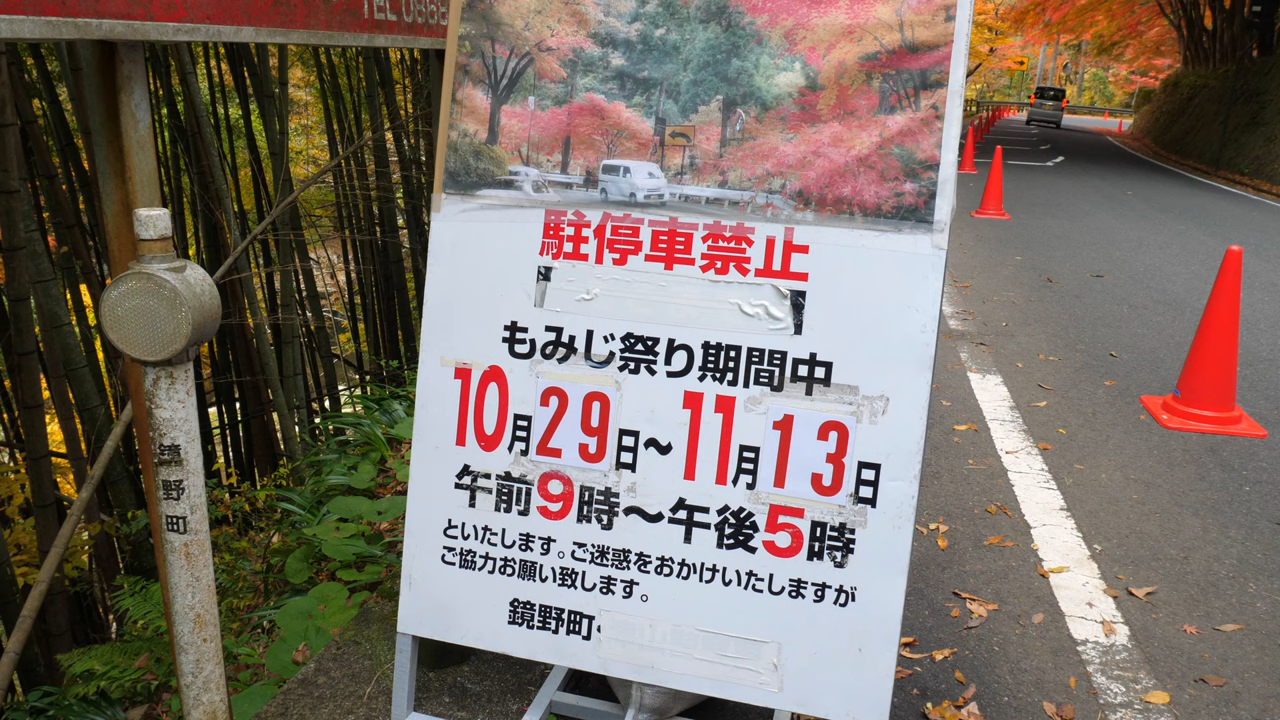 TEL 0868
駐停車禁止
もみじ祭り期間中
10月29日~11月13日
午前9時~午後5時
といたします。ご迷惑をおかけいたしますが
ご協力お願い致します。
鏡野町・
鏡野町